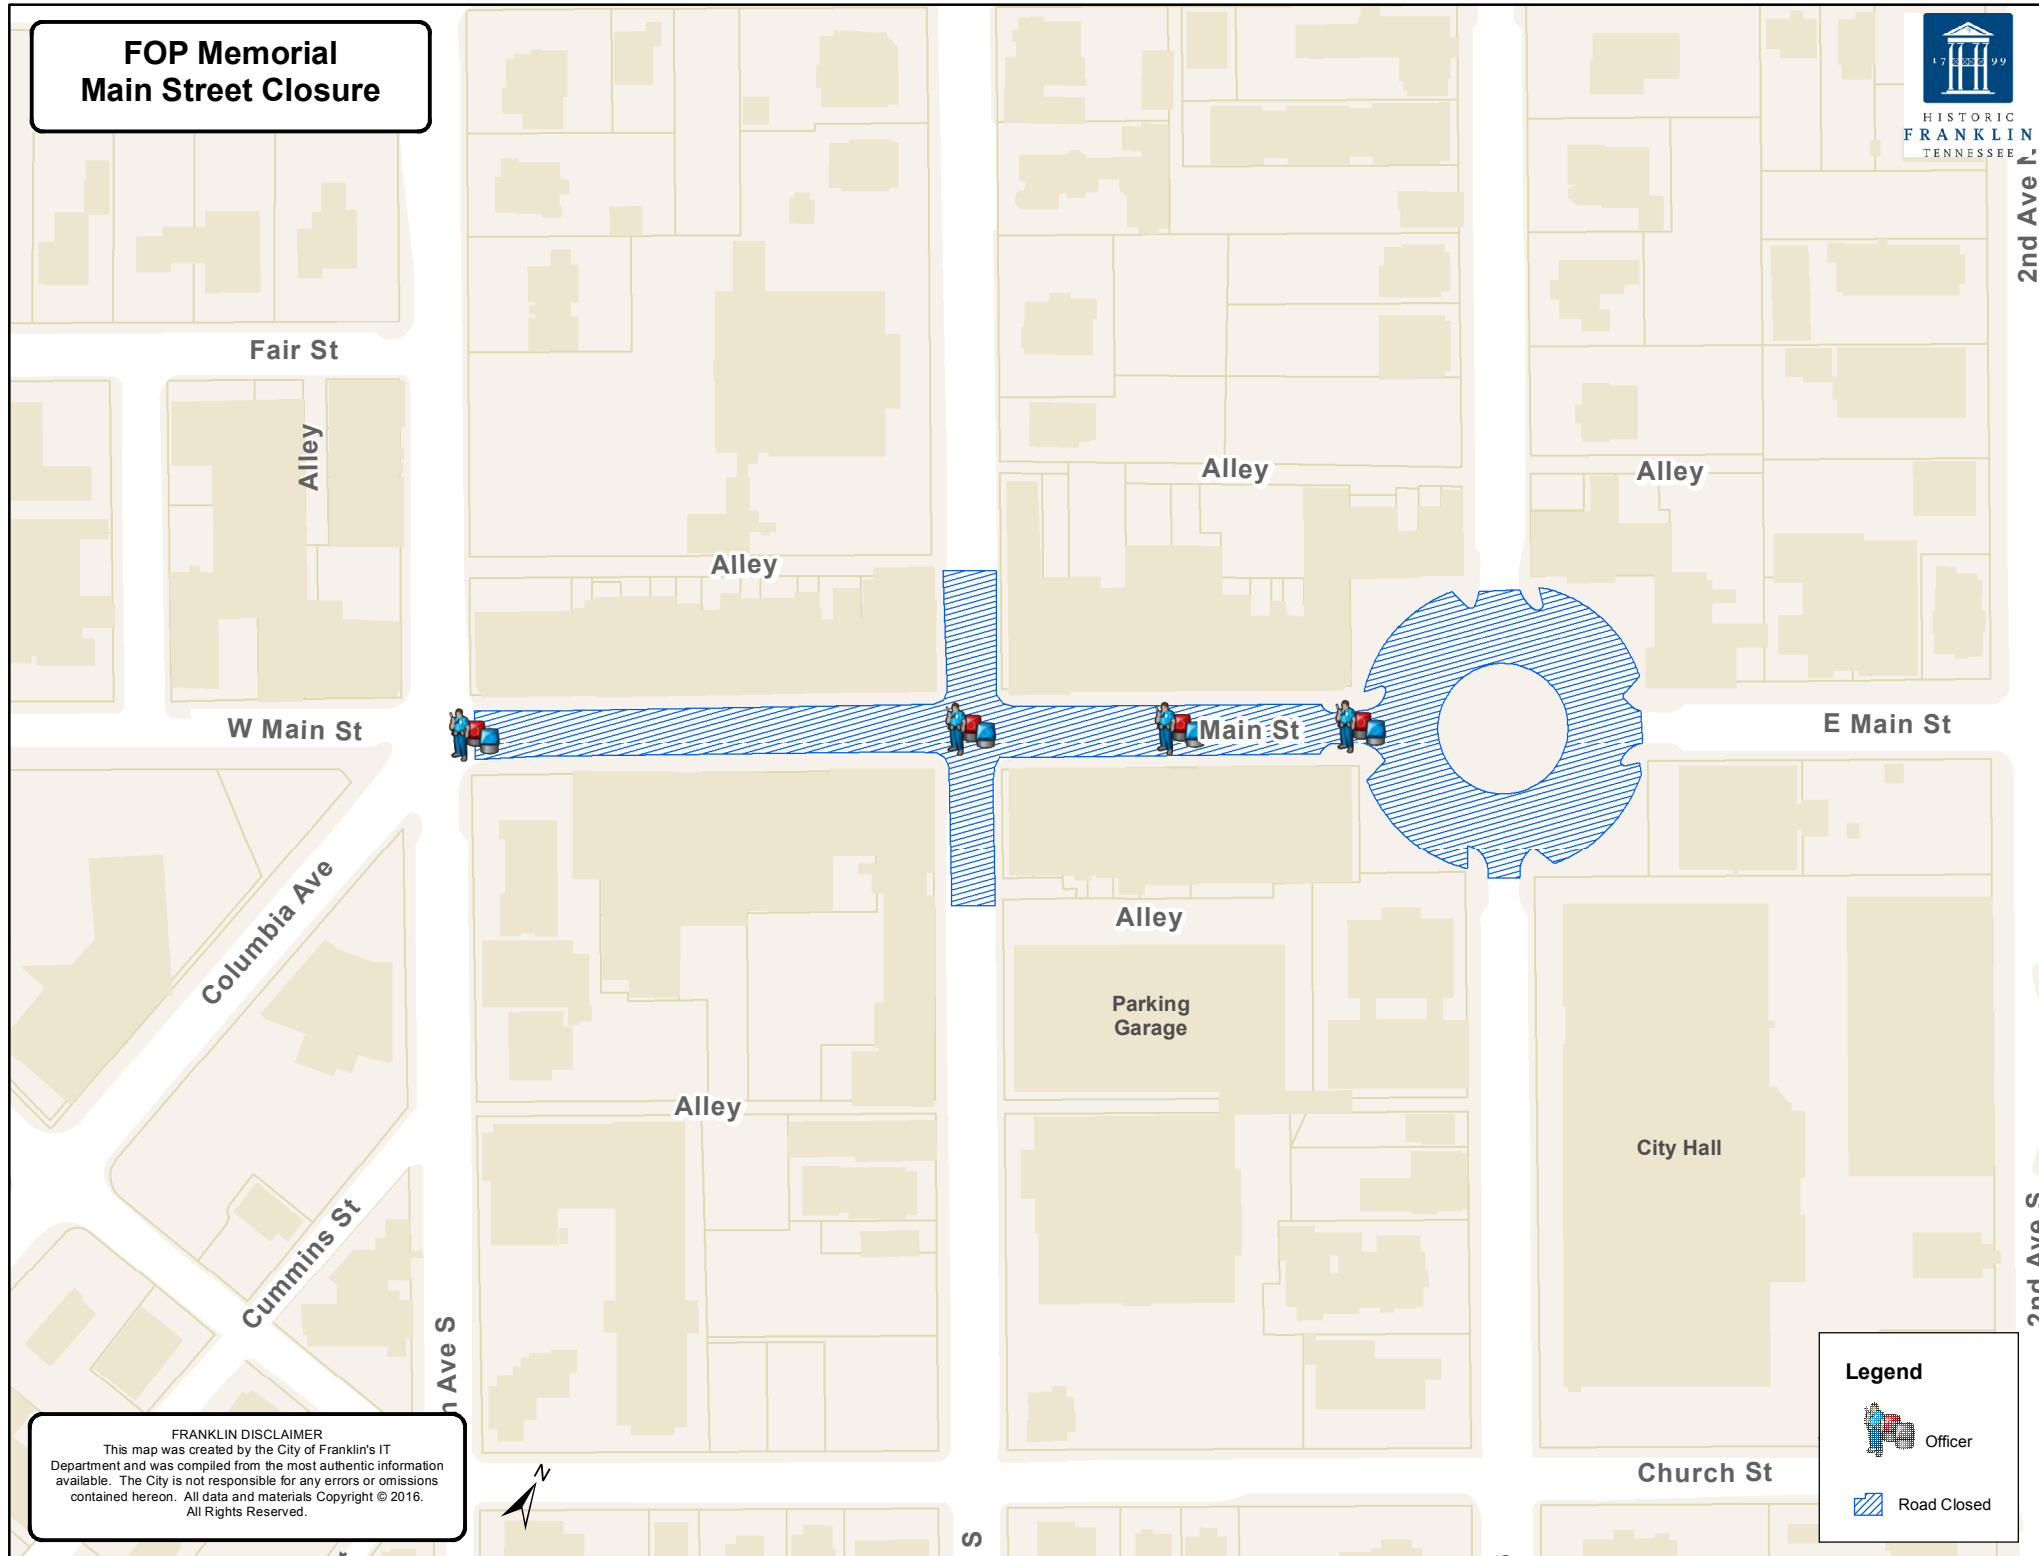 FOP Memorial
Main Street Closure
17 99
HISTORIC
FRANKLIN
TENNESSEE
2nd Ave N
Fair St
Alley
Alley
Alley
Alley
W Main St
Main St
E Main St
Columbia Ave
Alley
Parking
Garage
Alley
City Hall
Cummins St
2nd Ave S
Ave S
Legend
Officer
Road Closed
Church St
FRANKLIN DISCLAIMER
This map was created by the City of Franklin's IT
Department and was compiled from the most authentic information
available.  The City is not responsible for any errors or omissions
contained hereon.  All data and materials Copyright © 2016.
All Rights Reserved.
N
S